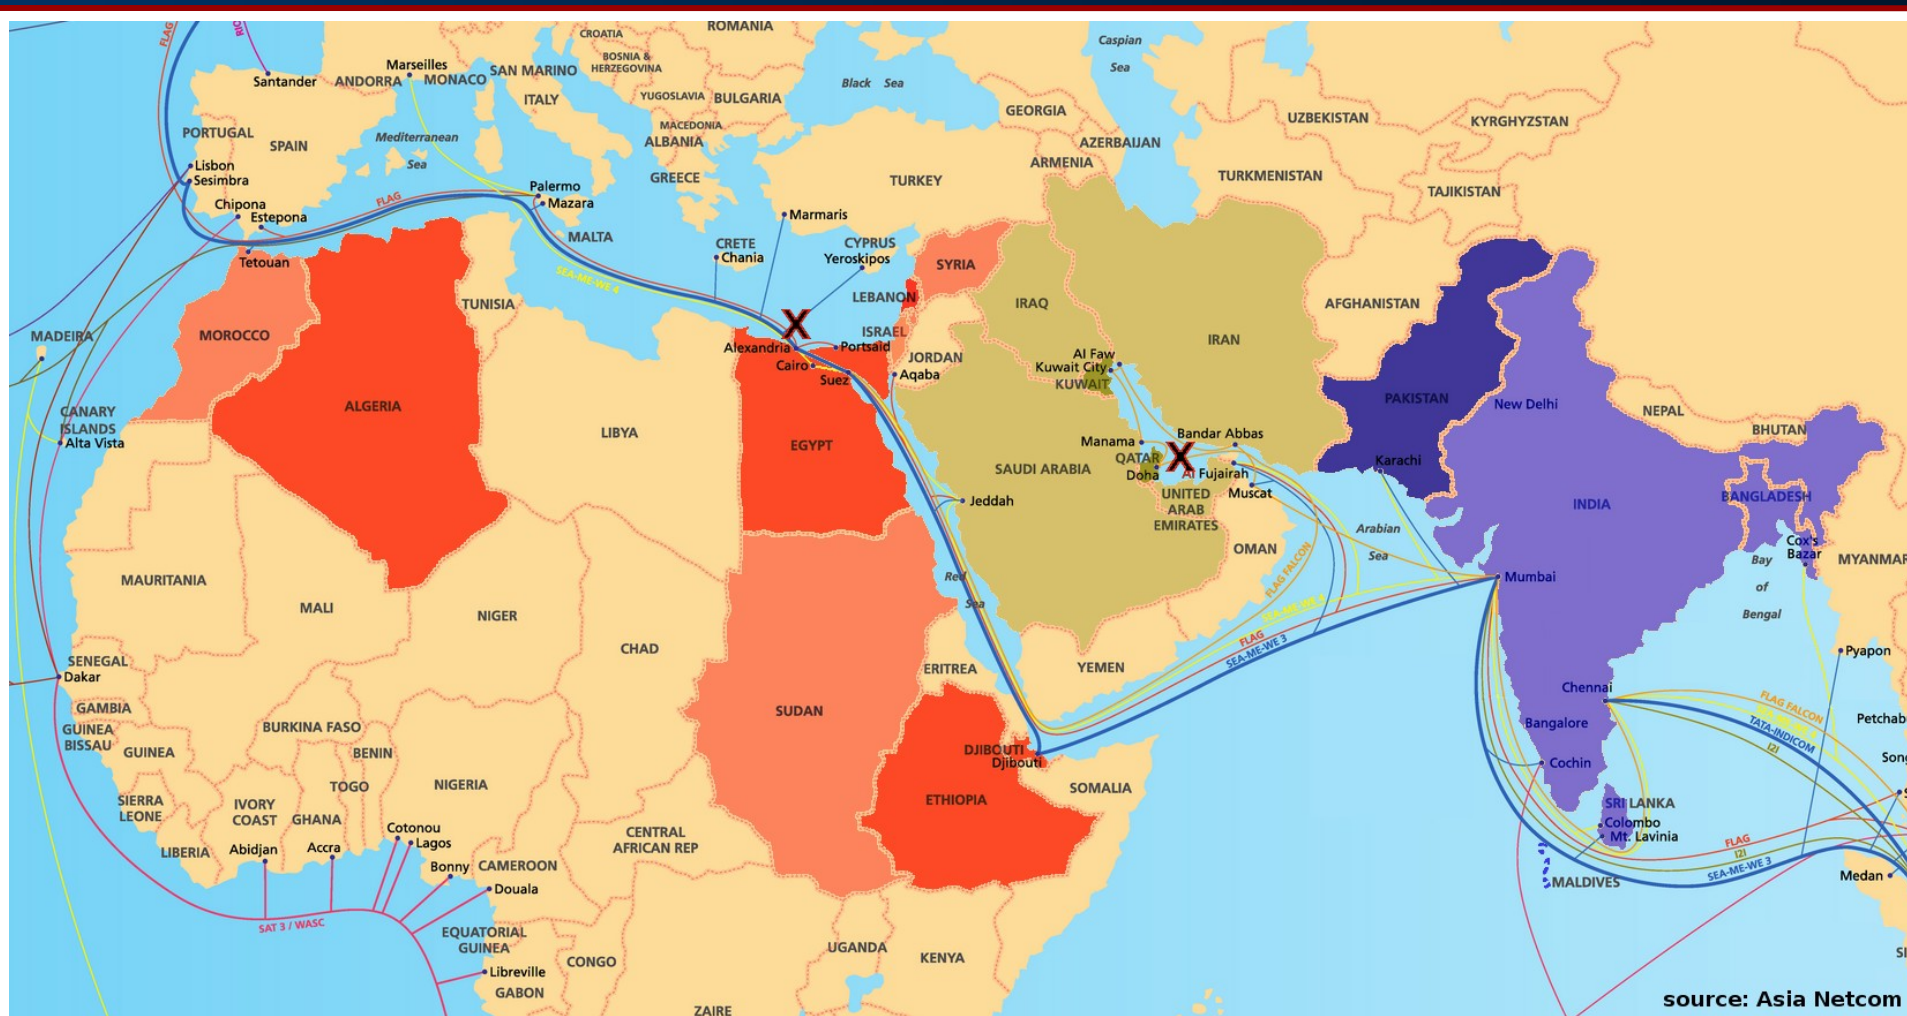 ROMANIA
CROATIA
Caspian
Sea
FLAG
BOSNIA &
HERZEGOVINA
Marseilles
SAN MARINO
Santander
ANDORRA
MONACO
Black Sea
ITALY
YUGOSLAVIA
BULGARIA
GEORGIA
UZBEKISTAN
KYRGHYZSTAN
PORTUGAL
SPAIN
Mediterranean
Sea
MACEDONIA
ALBANIA
AZERBAIJAN
ARMENIA
Lisbon
Sesimbra
GREECE
TURKEY
TURKMENISTAN
TAJIKISTAN
Palermo
Mazara
FLAG
Chipona
Estepona
Marmaris
MALTA
CRETE
Chania
CYPRUS
Yeroskipos
Tetouan
SYRIA
SEA-ME-WE 4
LEBANON
TUNISIA
IRAQ
AFGHANISTAN
MADEIRA
MOROCCO
X
ISRAEL
IRAN
Alexandria
Portsaid
JORDAN
Al Faw
Cairo
Suez
Aqaba
Kuwait City
KUWAIT
PAKISTAN
New Delhi
NEPAL
CANARY
ISLANDS
Alta Vista
ALGERIA
LIBYA
EGYPT
Manama
Bandar Abbas
BHUTAN
X
QATAR
Doha
Al Fujairah
Karachi
SAUDI ARABIA
Muscat
UNITED
ARAB
EMIRATES
Jeddah
INDIA
BANGLADESH
Arabian
Sea
OMAN
Cox's
Bazar
Bay
of
Bengal
MYANMAR
MAURITANIA
MALI
NIGER
Red
Sea
FLAG FALCON
Mumbai
SEA-ME-WE 4
FLAG
SEA-ME-WE 3
CHAD
SENEGAL
Dakar
ERITREA
YEMEN
Pyapon
Chennai
GAMBIA
GUINEA
BISSAU
GUINEA
BURKINA FASO
BENIN
SUDAN
FLAG FALCON
TATA-INDICOM
I2I
Bangalore
Petchab
DJIBOUTI
Djibouti
Cochin
Song
TOGO
NIGERIA
ETHIOPIA
SOMALIA
SIERRA
LEONE
IVORY
COAST
GHANA
SRI LANKA
Colombo
Mt. Lavinia
Cotonou
Lagos
CENTRAL
AFRICAN REP
LIBERIA
Abidjan
Accra
Bonny
CAMEROON
Douala
FLAG
I2I
SEA-ME-WE 3
MALDIVES
Medan
SAT 3 / WASC
EQUATORIAL
GUINEA
UGANDA
KENYA
CONGO
Libreville
GABON
ZAIRE
source: Asia Netcom